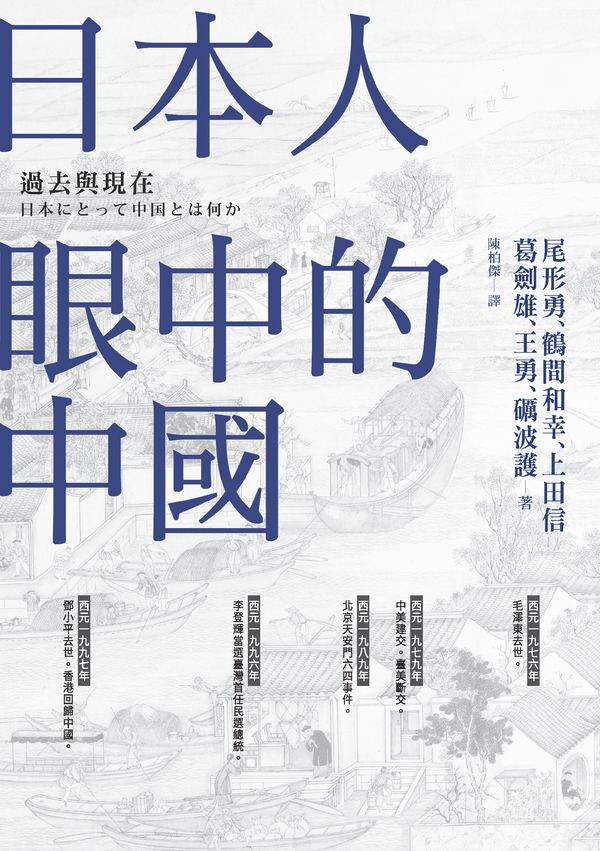 日本人
過去與現在
日本にとって中国とは何か
眼中的
中國
尾形勇、鶴間和幸、上田信
葛劍雄、王勇、礪波護—著
陳柏傑—譯
西元一九七六年
毛澤東去世。
西元一九七九年
中美建交。臺美斷交。
西元一九八九年
北京天安門六四事件。
西元一九九六年
李登輝當選臺灣首任民選總統。
西元一九九七年
鄧小平去世。香港回歸中國。